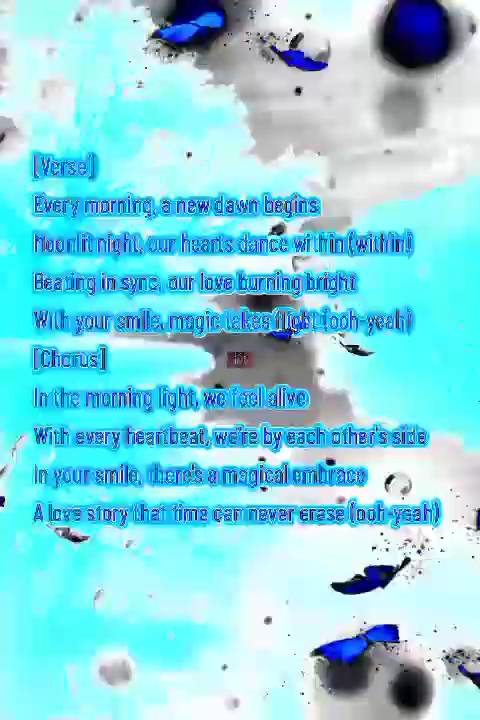 [Verse]
Every morning, a new dawn begins
Moonlit night, our hearts dance within (within)
Beating in sync, our love burning bright
With your smile, magic takes flight (ooh-yeah)
[Chorus]
In the morning light, we feel alive
With every heartbeat, we're by each other's side
In your smile, there's a magical embrace
A love story that time can never erase (ooh-yeah)